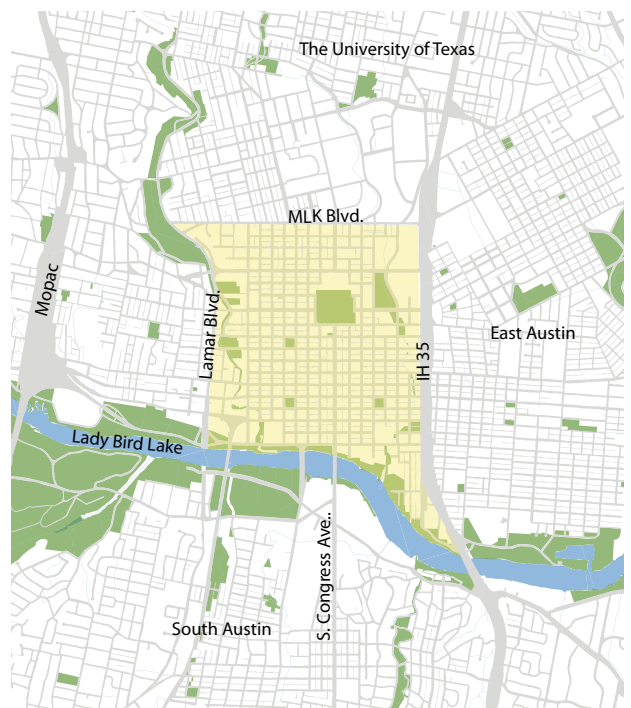 The University of Texas
MLK Blvd.
Mopac
Lamar Blvd.
East Austin
IH 35
Lady Bird Lake
S. Congress Ave..
South Austin